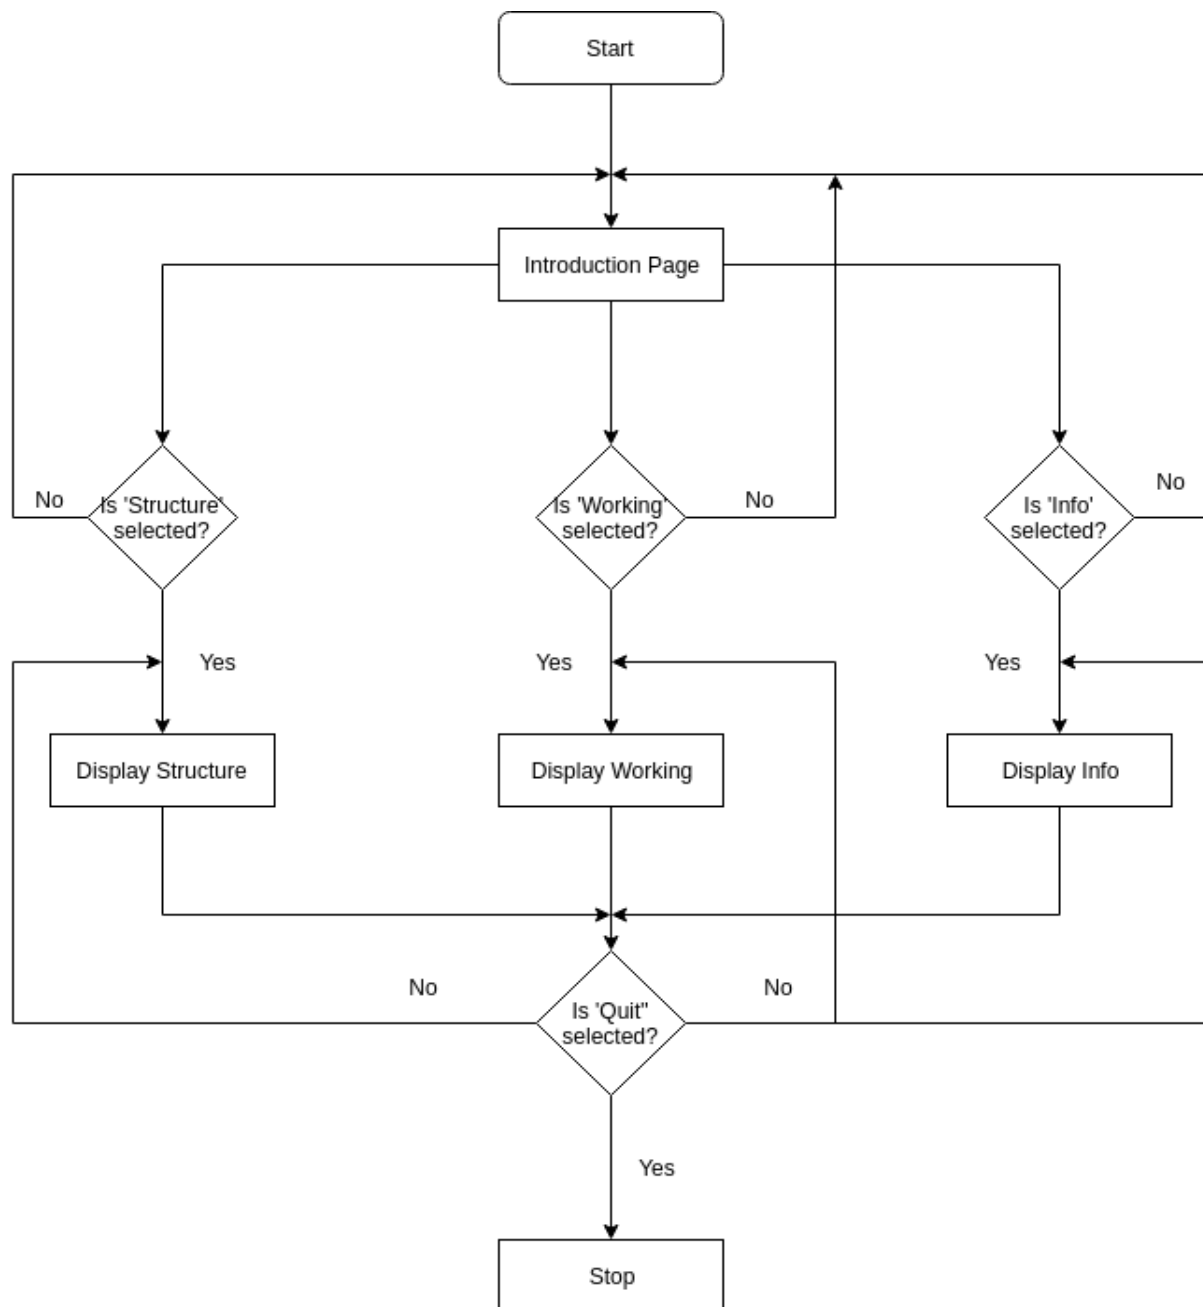 Start
Introduction Page
No
Is 'Structure'
selected?
Is 'Working'
selected?
No
Is 'Info'
selected?
No
Yes
Yes
Yes
Display Structure
Display Working
Display Info
No
Is 'Quit"
selected?
No
Yes
Stop